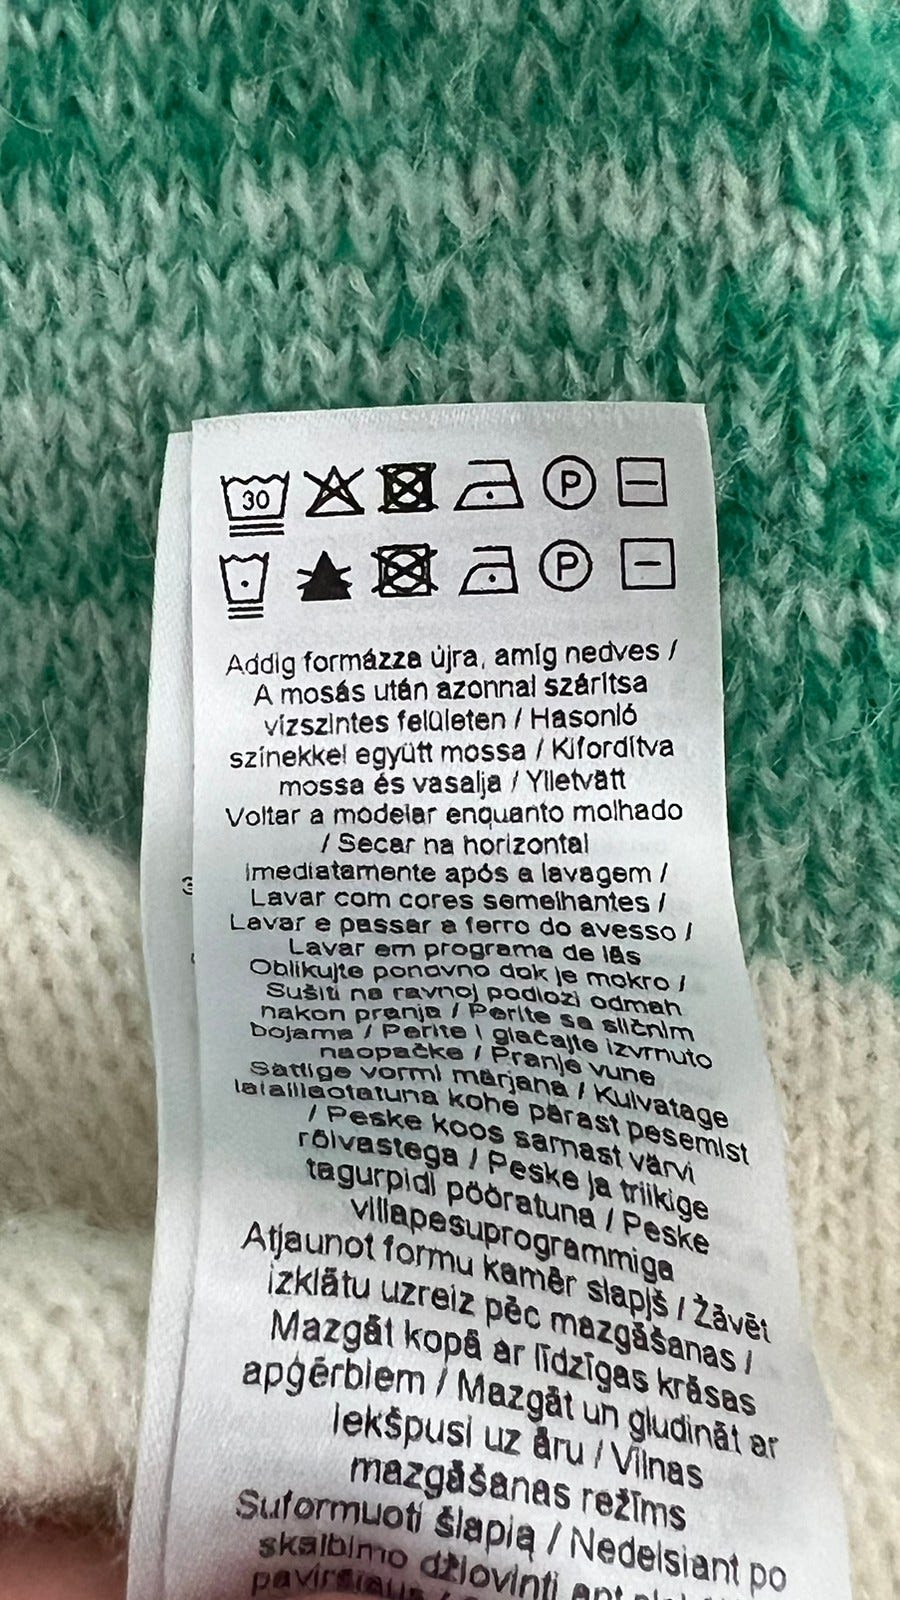 30
P
P
Addig formázza újra, amíg nedves /
A mosás után azonnal szárítsa
vízszintes felületen / Hasonló
színekkel együtt mossa / Kifordítva
mossa és vasalja / Ylletvätt
Voltar a modelar enquanto molhado
/ Secar na horizontal
imediatamente após a lavagem /
Lavar com cores semelhantes /
Lavar e passar a ferro do avesso /
Lavar em programa de lãs
Oblikujte ponovno dok je mokro /
Sušiti na ravnoj podlozi odmah
nakon pranja / Perite sa sličnim
bojama / Perite i glačajte izvrnuto
naopačke / Pranje vune
Sättige vormi märjana / Kuivatage
laialilaotatuna kohe pärast pesemist
/ Peske koos samast värvi
rõivastega / Peske ja triikige
tagurpidi pööratuna / Peske
villapesuprogrammiga
Atjaunot formu kamēr slapjš / Žāvēt
izklātu uzreiz pēc mazgāšanas /
Mazgāt kopā ar līdzīgas krāsas
apģērbiem / Mazgāt un gludināt ar
iekšpusi uz āru / Vilnas
mazgāšanas režīms
Suformuoti šlapią / Nedelsiant po
skalbimo džiovinti ant